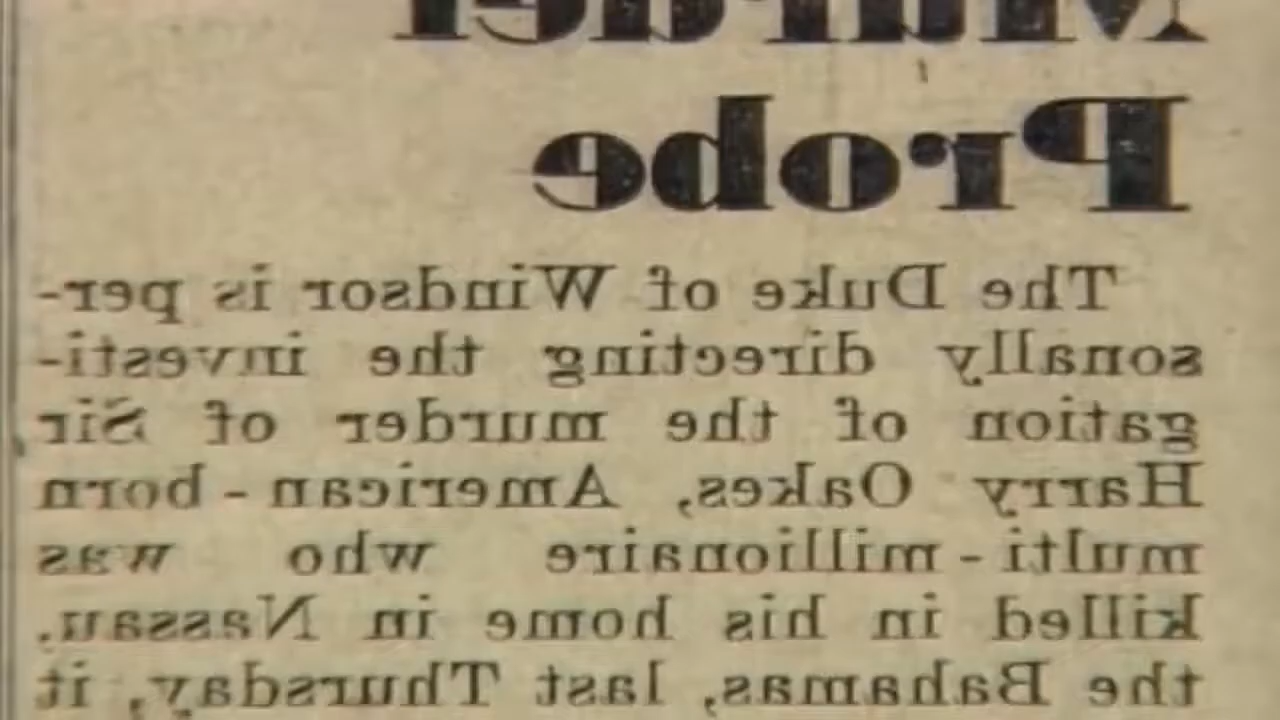 Murder
Probe
The Duke of Windsor is per-
sonally directing the investi-
gation of the murder of Sir
Harry Oakes, American - born
multi - millionaire who was
killed in his home in Nassau,
the Bahamas, last Thursday, it